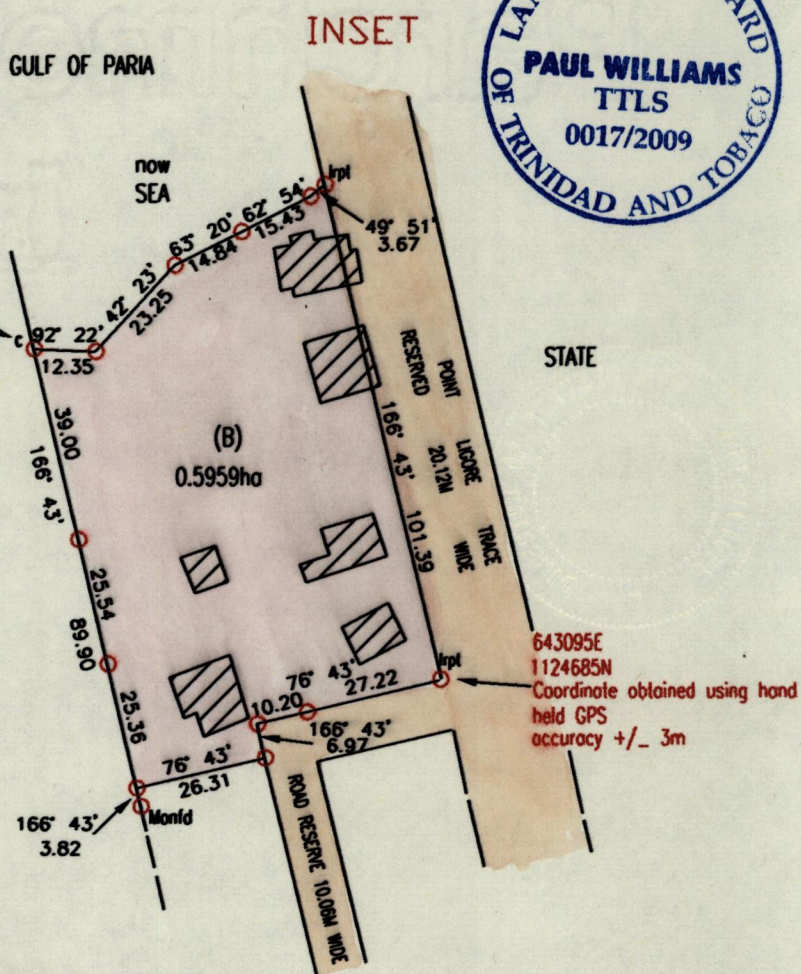 INSET
GULF OF PARIA
LAN
ARD
OF TRINIDAD AND TOBAGO
PAUL WILLIAMS
TTLS
0017/2009
now
SEA
Irpt
49° 51'
3.67
62° 54'
15.43
63° 20'
14.84
42° 23'
23.25
c
92° 22'
12.35
39.00
166° 43'
25.54
89.90
25.36
(B)
0.5959ha
166° 43'
101.39
POINT LIGORE TRACE
RESERVED 20.12M WIDE
STATE
Irpt
643095E
1124685N
Coordinate obtained using hand
held GPS
accuracy +/_ 3m
76° 43'
27.22
10.20
166° 43'
6.97
76° 43'
26.31
166° 43'
3.82
Monfd
ROAD RESERVE 10.06M WIDE